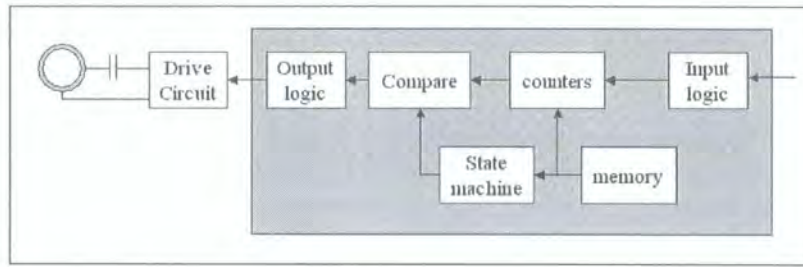 Drive
Circuit
Output
logic
Compare
counters
Input
logic
State
machine
memory